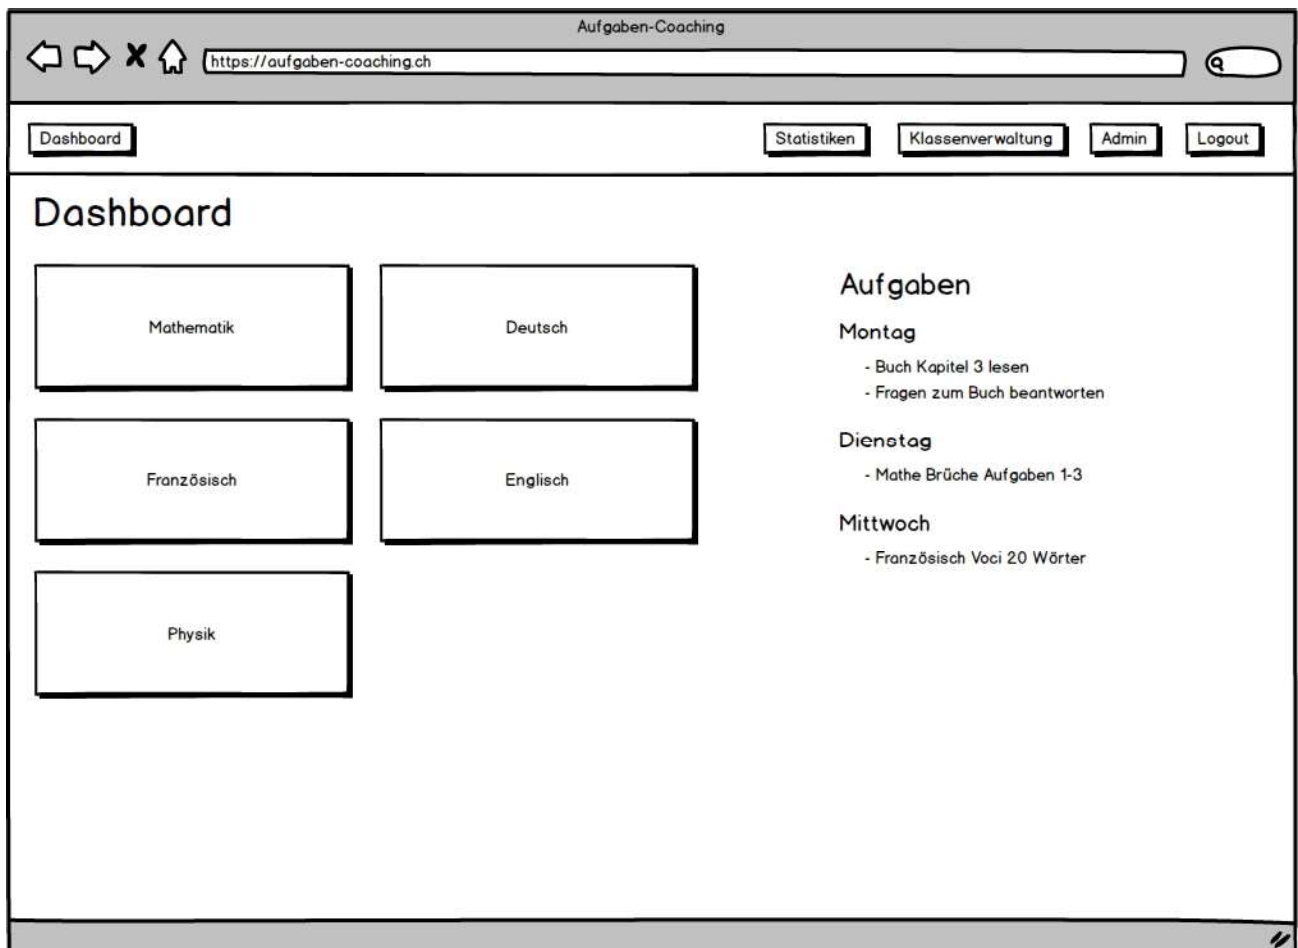 Aufgaben-Coaching
https://aufgaben-coaching.ch
Dashboard
Statistiken
Klassenverwaltung
Admin
Logout
Dashboard
Mathematik
Deutsch
Französisch
Englisch
Physik
Aufgaben
Montag
- Buch Kapitel 3 lesen
- Fragen zum Buch beantworten
Dienstag
- Mathe Brüche Aufgaben 1-3
Mittwoch
- Französisch Voci 20 Wörter